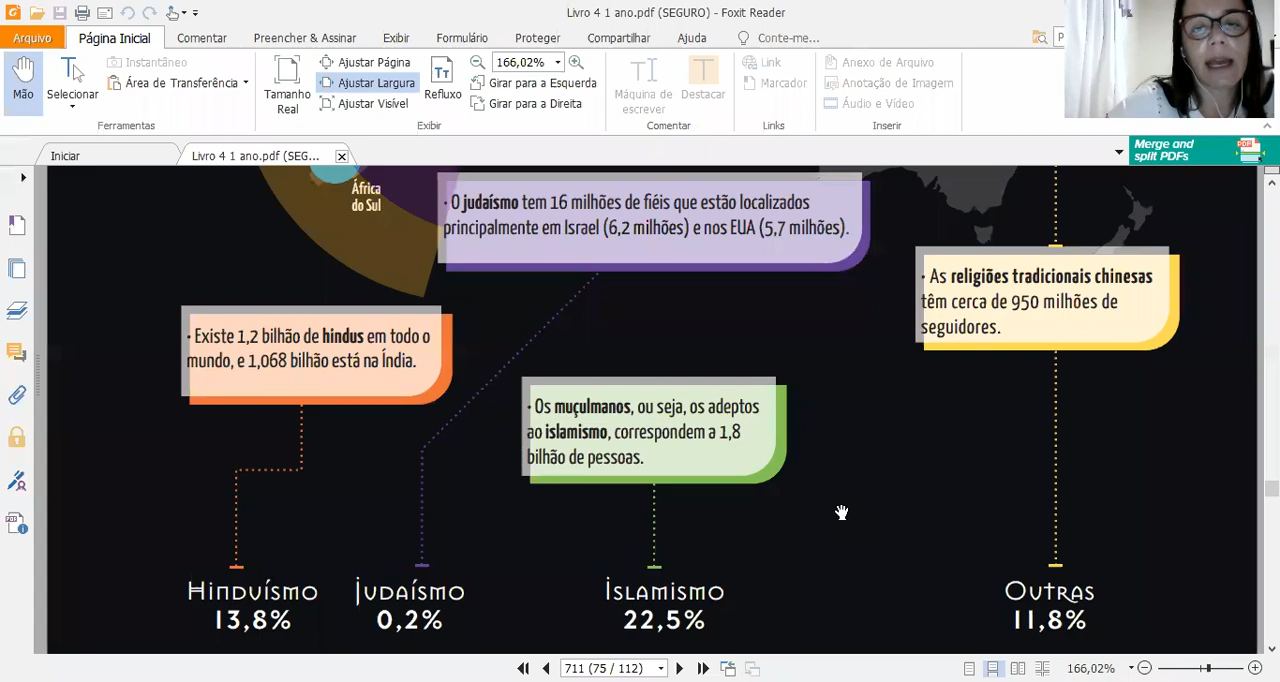 Livro 4 1 ano.pdf (SEGURO) - Foxit Reader
Arquivo
Página Inicial
Comentar
Preencher & Assinar
Exibir
Formulário
Proteger
Compartilhar
Ajuda
Conte-me...
P
Mão
Selecionar
Instantâneo
Área de Transferência
Ferramentas
Tamanho
Real
Ajustar Página
Ajustar Largura
Ajustar Visível
Refluxo
166,02%
Girar para a Esquerda
Girar para a Direita
Exibir
Máquina de
escrever
Destacar
Comentar
Link
Marcador
Links
Anexo de Arquivo
Anotação de Imagem
Áudio e Vídeo
Inserir
Iniciar
Livro 4 1 ano.pdf (SEG...
Merge and
split PDFs
PDF
África
do Sul
· O judaísmo tem 16 milhões de fiéis que estão localizados
principalmente em Israel (6,2 milhões) e nos EUA (5,7 milhões).
· As religiões tradicionais chinesas
têm cerca de 950 milhões de
seguidores.
· Existe 1,2 bilhão de hindus em todo o
mundo, e 1,068 bilhão está na Índia.
· Os muçulmanos, ou seja, os adeptos
ao islamismo, correspondem a 1,8
bilhão de pessoas.
Hinduísmo
13,8%
Judaísmo
0,2%
Islamismo
22,5%
Outras
11,8%
711 (75 / 112)
166,02%